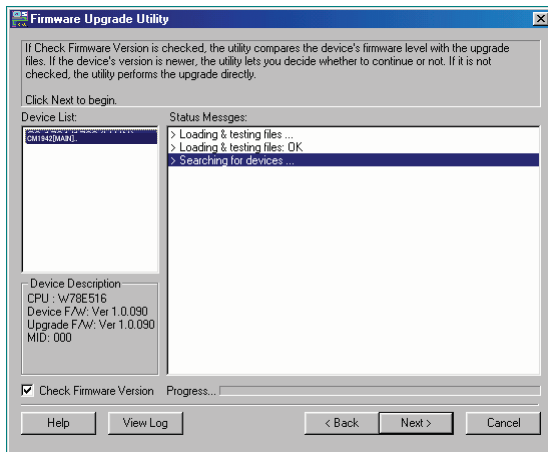 Firmware Upgrade Utility
If Check Firmware Version is checked, the utility compares the device's firmware level with the upgrade
files. If the device's version is newer, the utility lets you decide whether to continue or not. If it is not
checked, the utility performs the upgrade directly.
Click Next to begin.
Device List:
CM1942[MAIN]..
Status Messges:
> Loading & testing files ...
> Loading & testing files: OK
> Searching for devices ...
Device Description
CPU : W78E516
Device F/W: Ver 1.0.090
Upgrade F/W: Ver 1.0.090
MID: 000
Check Firmware Version
Progress...
Help
View Log
< Back
Next >
Cancel